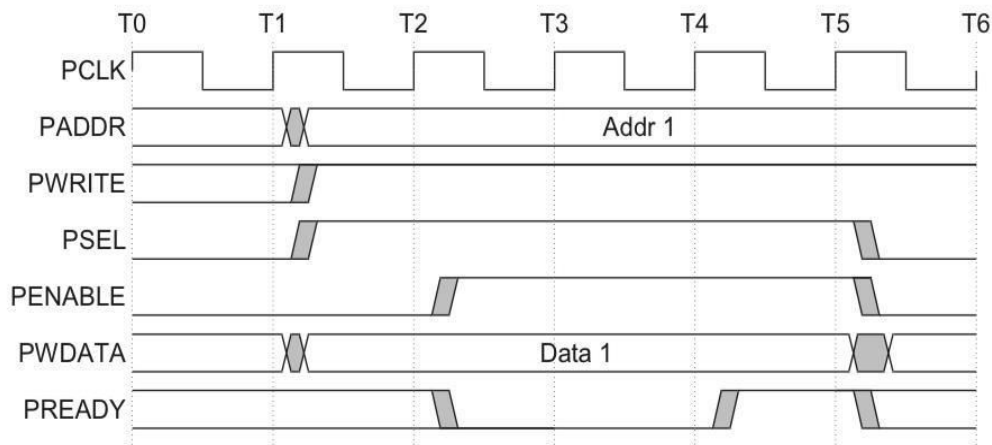 T0 T1 T2 T3 T4 T5 T6
PCLK
PADDR Addr 1
PWRITE
PSEL
PENABLE
PWDATA Data 1
PREADY